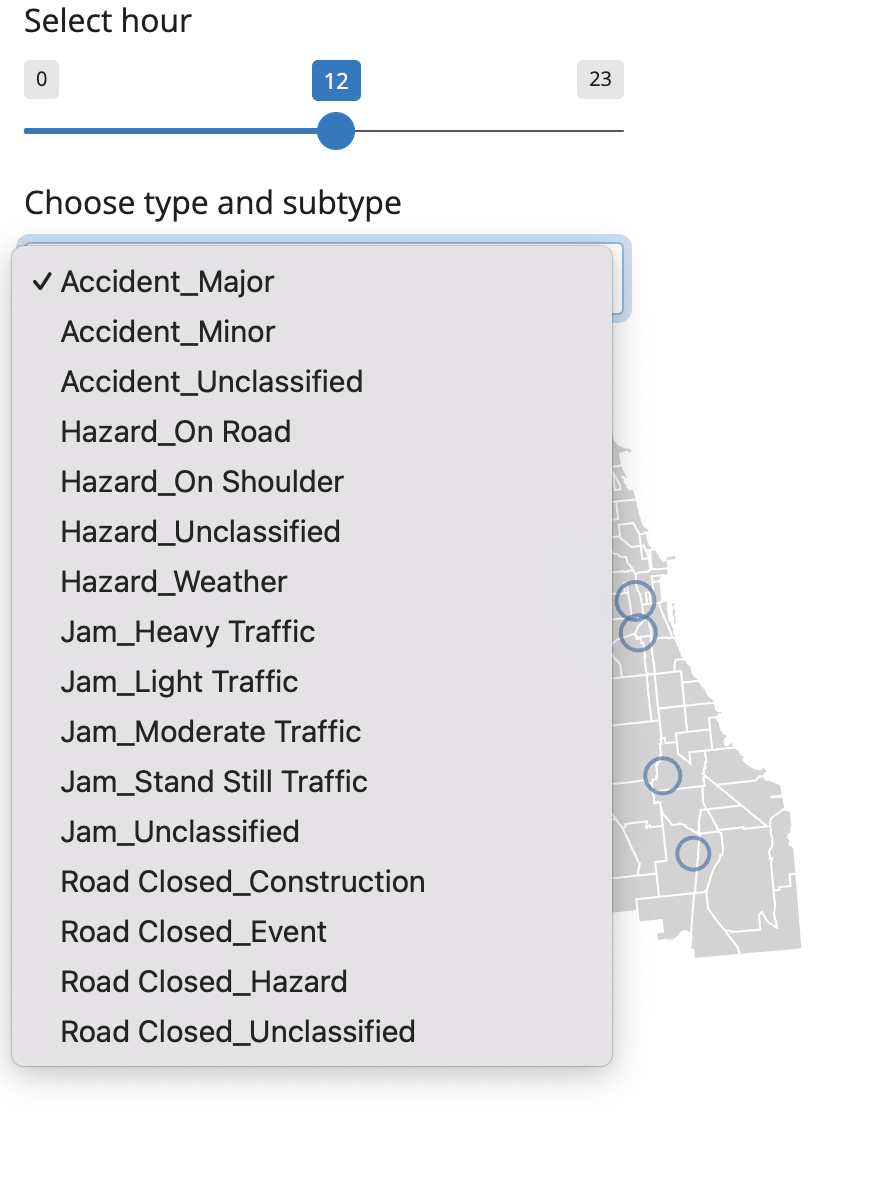 Select hour
0 12 23
Choose type and subtype
✓ Accident_Major
Accident_Minor
Accident_Unclassified
Hazard_On Road
Hazard_On Shoulder
Hazard_Unclassified
Hazard_Weather
Jam_Heavy Traffic
Jam_Light Traffic
Jam_Moderate Traffic
Jam_Stand Still Traffic
Jam_Unclassified
Road Closed_Construction
Road Closed_Event
Road Closed_Hazard
Road Closed_Unclassified